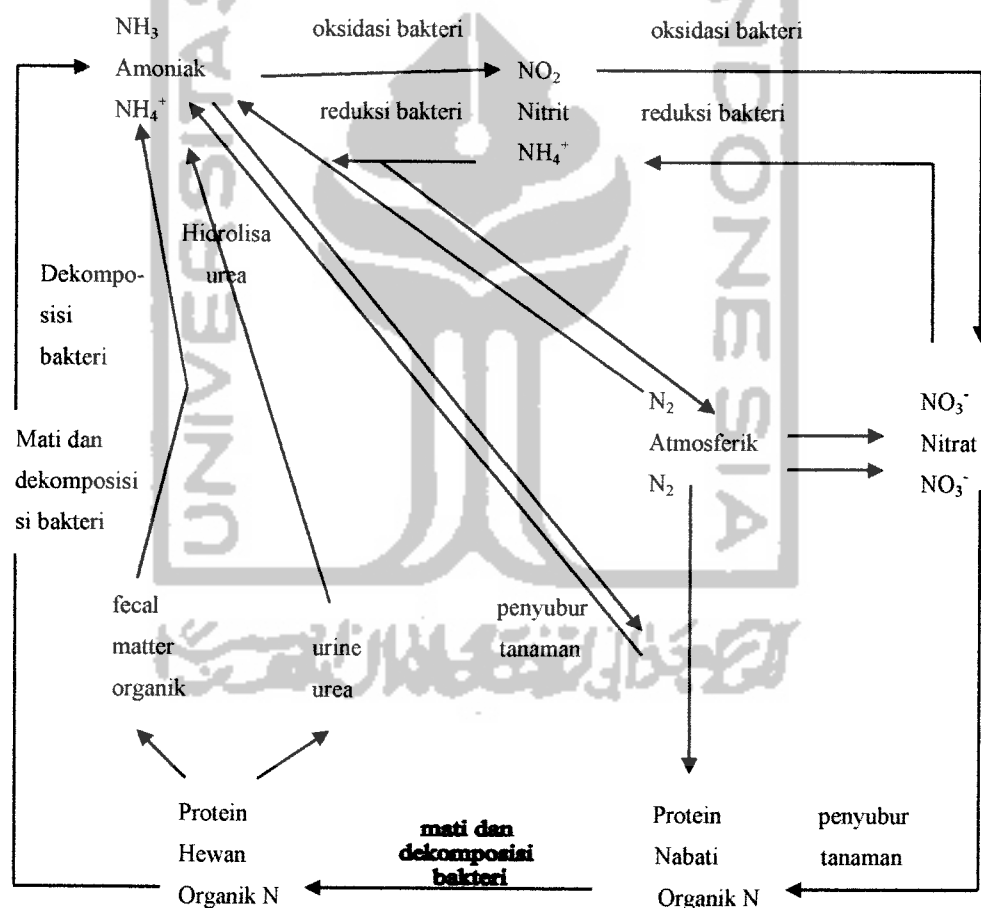 NH₃
Amoniak
NH₄⁺
oksidasi bakteri
reduksi bakteri
NO₂
Nitrit
NH₄⁺
oksidasi bakteri
reduksi bakteri
Hidrolisa
urea
Dekompo-
sisi
bakteri
Mati dan
dekomposisi
si bakteri
N₂
Atmosferik
N₂
NO₃⁻
Nitrat
NO₃⁻
fecal
matter
organik
urine
urea
penyubur
tanaman
Protein
Hewan
Organik N
mati dan
dekomposisi
bakteri
Protein
Nabati
Organik N
penyubur
tanaman
UNIVERSITAS
INDONESIA